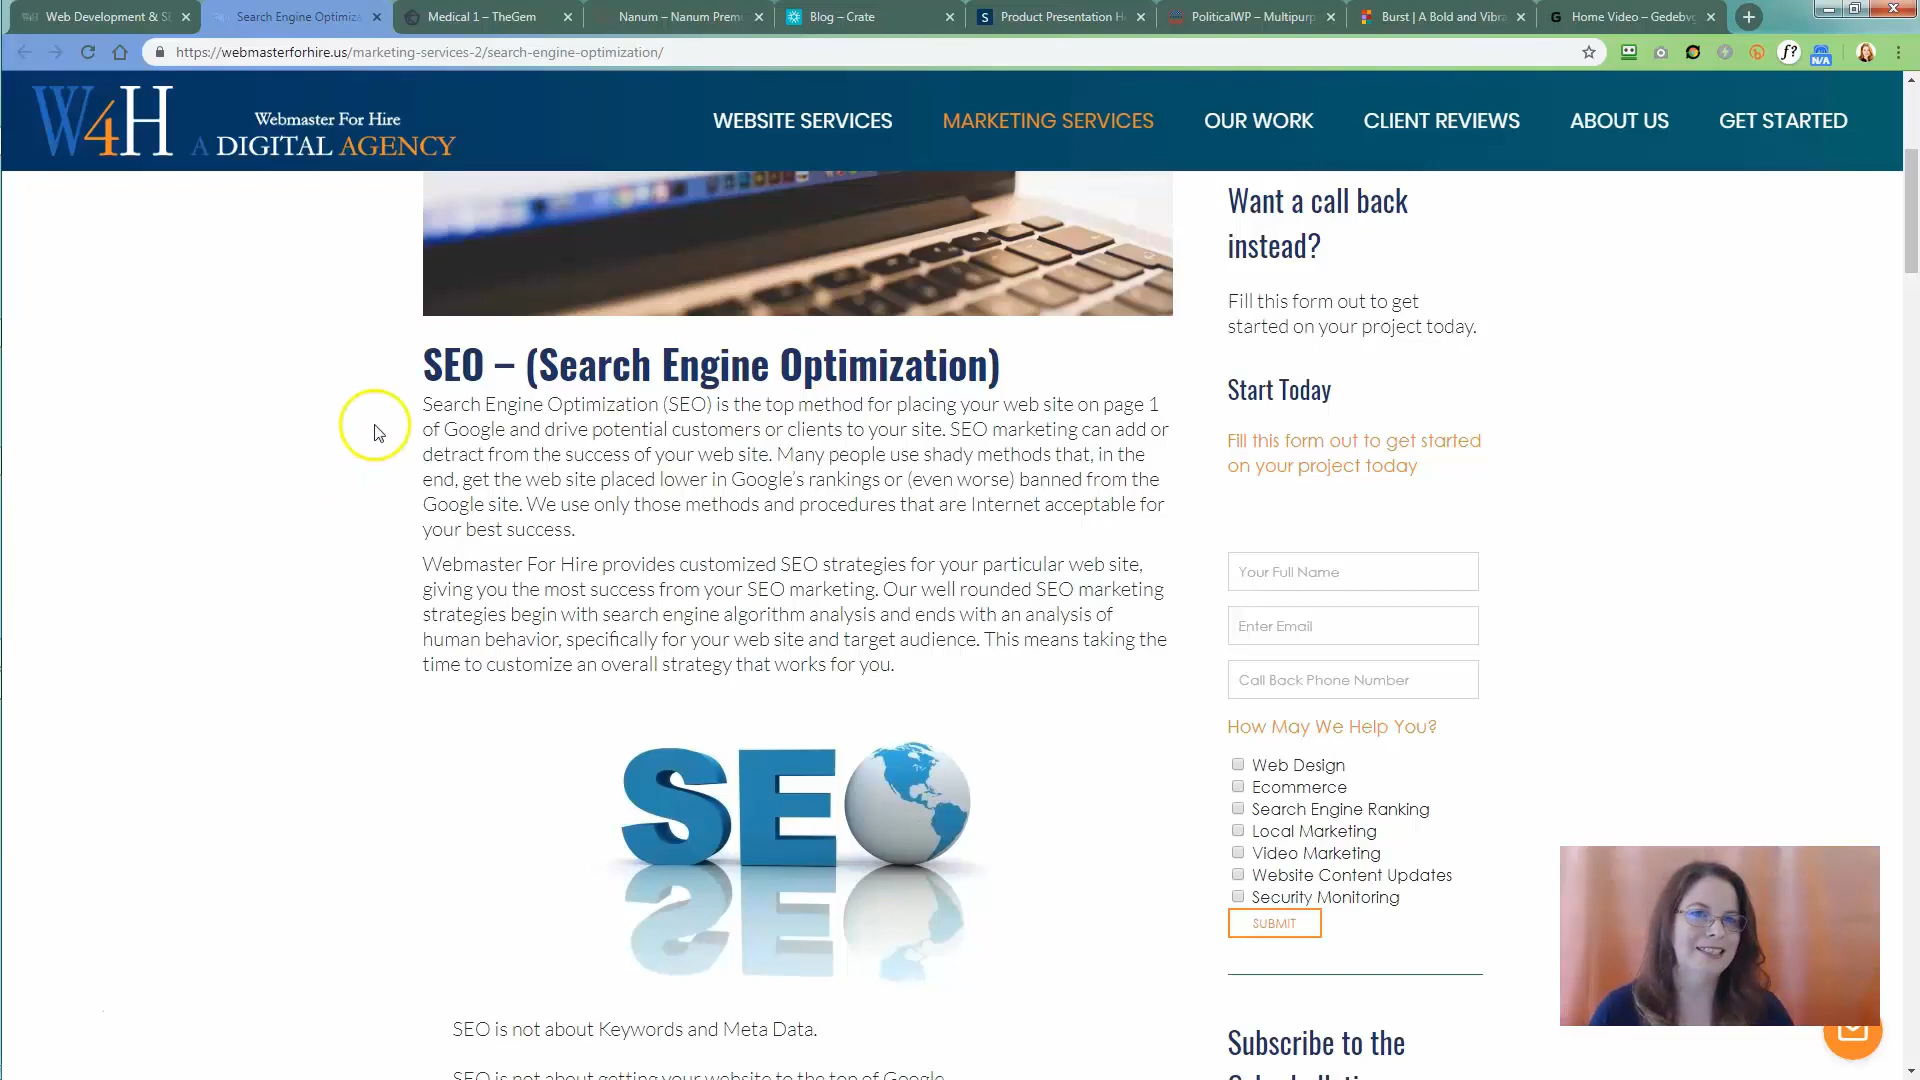 Web Development & SE
Search Engine Optimiza
Medical 1 – TheGem
Nanum – Nanum Prem
Blog – Crate
Product Presentation H
PoliticalWP – Multipurp
Burst | A Bold and Vibra
Home Video – Gedebvg
https://webmasterforhire.us/marketing-services-2/search-engine-optimization/
f?
N/A
W4H
Webmaster For Hire
A DIGITAL AGENCY
WEBSITE SERVICES
MARKETING SERVICES
OUR WORK
CLIENT REVIEWS
ABOUT US
GET STARTED
SEO – (Search Engine Optimization)
Search Engine Optimization (SEO) is the top method for placing your web site on page 1
of Google and drive potential customers or clients to your site. SEO marketing can add or
detract from the success of your web site. Many people use shady methods that, in the
end, get the web site placed lower in Google's rankings or (even worse) banned from the
Google site. We use only those methods and procedures that are Internet acceptable for
your best success.
Webmaster For Hire provides customized SEO strategies for your particular web site,
giving you the most success from your SEO marketing. Our well rounded SEO marketing
strategies begin with search engine algorithm analysis and ends with an analysis of
human behavior, specifically for your web site and target audience. This means taking the
time to customize an overall strategy that works for you.
SEO
SEO is not about Keywords and Meta Data.
SEO is not about getting your website to the top of Google
Want a call back
instead?
Fill this form out to get
started on your project today.
Start Today
Fill this form out to get started
on your project today
Your Full Name
Enter Email
Call Back Phone Number
How May We Help You?
Web Design
Ecommerce
Search Engine Ranking
Local Marketing
Video Marketing
Website Content Updates
Security Monitoring
SUBMIT
Subscribe to the